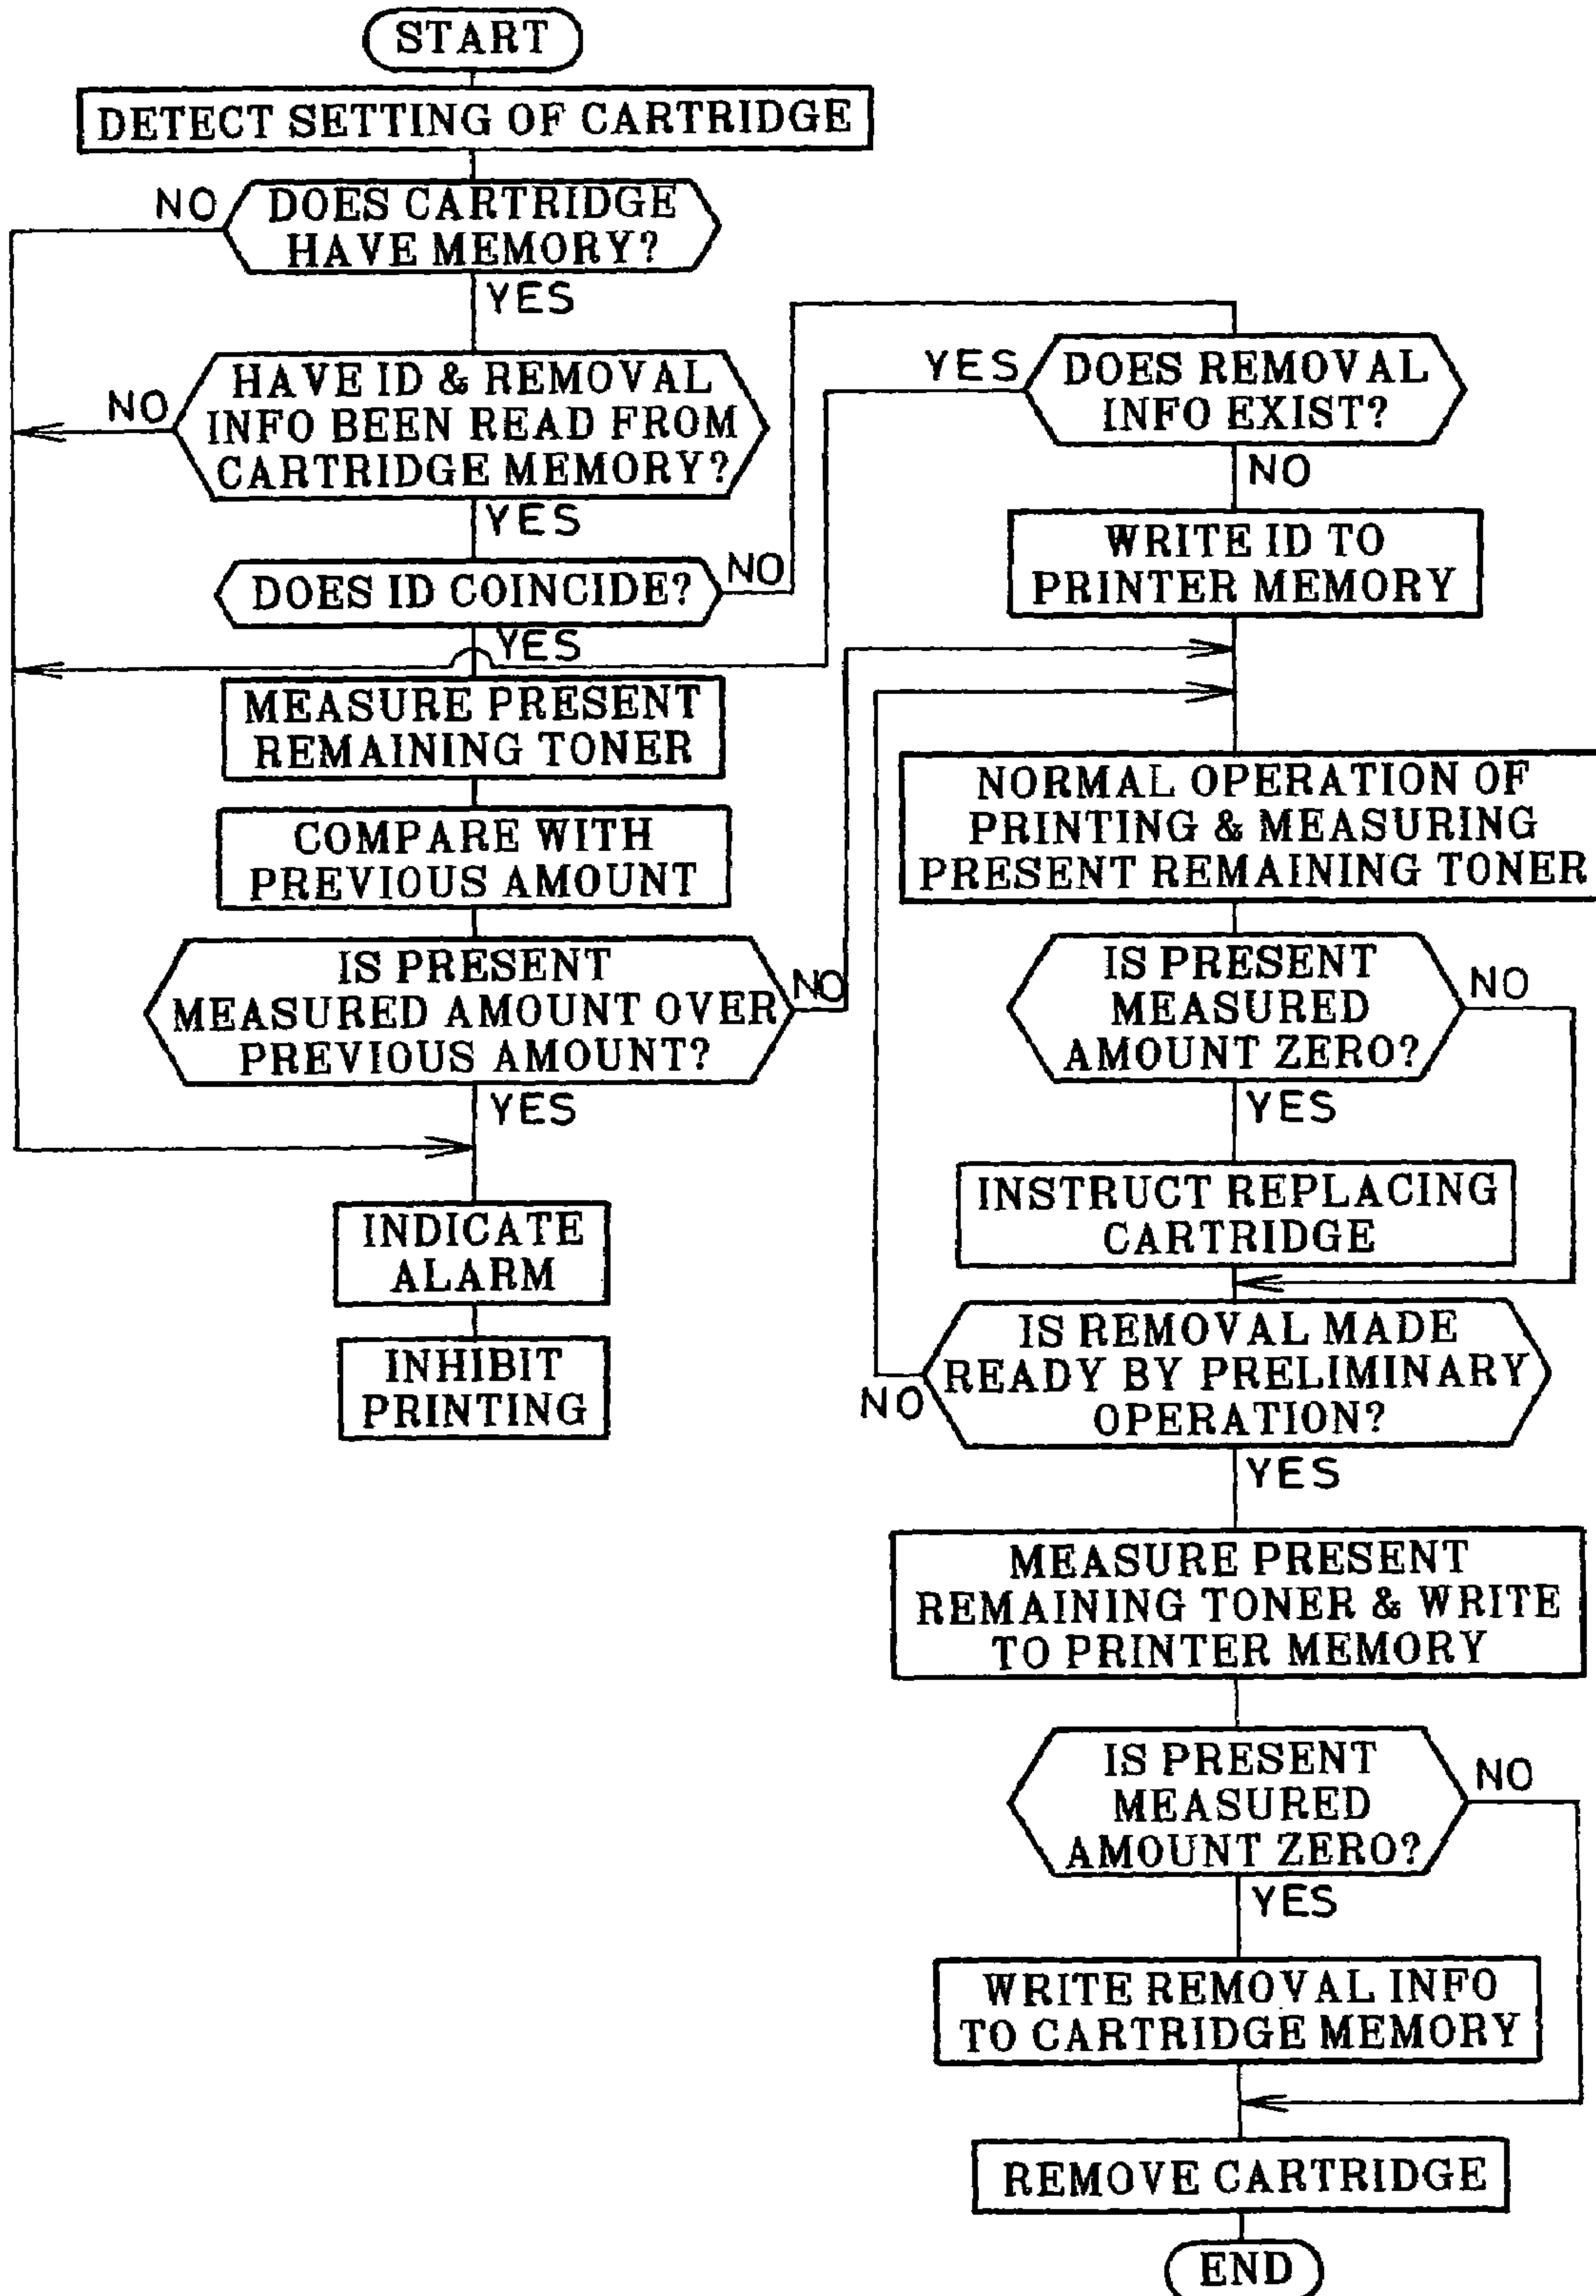 START
DETECT SETTING OF CARTRIDGE
NO
DOES CARTRIDGE
HAVE MEMORY?
YES
NO
HAVE ID & REMOVAL
INFO BEEN READ FROM
CARTRIDGE MEMORY?
YES
DOES ID COINCIDE?
NO
YES
MEASURE PRESENT
REMAINING TONER
COMPARE WITH
PREVIOUS AMOUNT
IS PRESENT
MEASURED AMOUNT OVER
PREVIOUS AMOUNT?
NO
YES
INDICATE
ALARM
INHIBIT
PRINTING
YES
DOES REMOVAL
INFO EXIST?
NO
WRITE ID TO
PRINTER MEMORY
NORMAL OPERATION OF
PRINTING & MEASURING
PRESENT REMAINING TONER
IS PRESENT
MEASURED
AMOUNT ZERO?
NO
YES
INSTRUCT REPLACING
CARTRIDGE
IS REMOVAL MADE
READY BY PRELIMINARY
OPERATION?
NO
YES
MEASURE PRESENT
REMAINING TONER & WRITE
TO PRINTER MEMORY
IS PRESENT
MEASURED
AMOUNT ZERO?
NO
YES
WRITE REMOVAL INFO
TO CARTRIDGE MEMORY
REMOVE CARTRIDGE
END